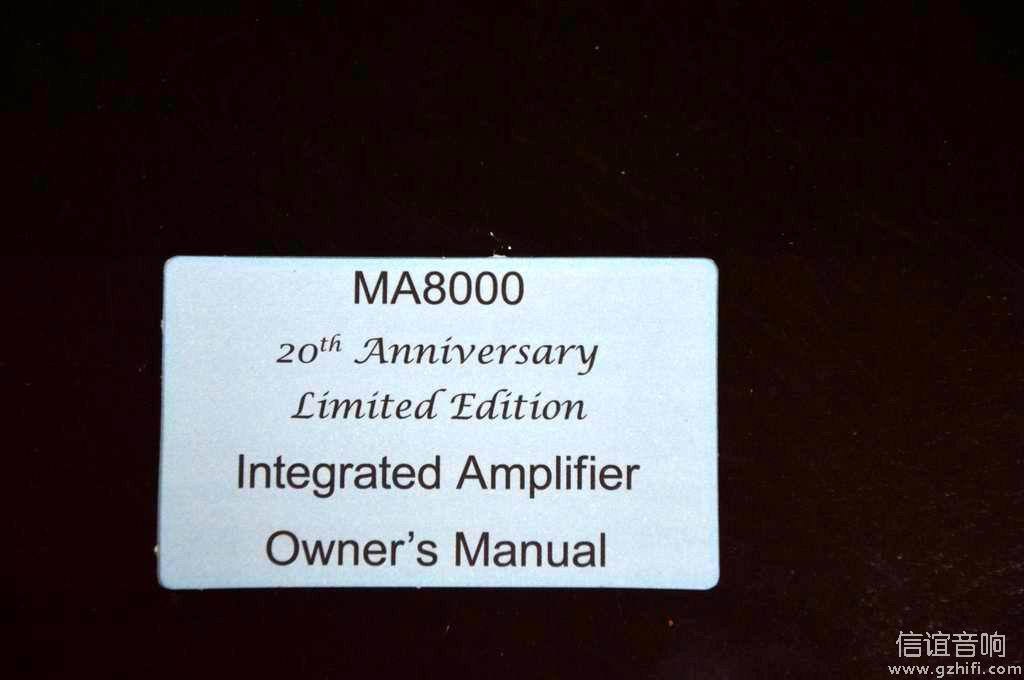 MA8000
20th Anniversary
Limited Edition
Integrated Amplifier
Owner’s Manual
信谊音响
www.gzhifi.com